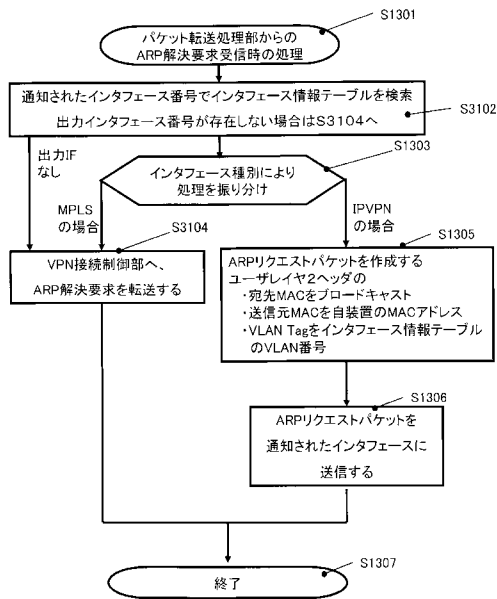 S1301
パケット転送処理部からの
ARP解決要求受信時の処理
通知されたインタフェース番号でインタフェース情報テーブルを検索
出力インタフェース番号が存在しない場合はS3104へ
S3102
S1303
出力IF
なし
インタフェース種別により
処理を振り分け
MPLS
の場合
IPVPN
の場合
S3104
S1305
VPN接続制御部へ、
ARP解決要求を転送する
ARPリクエストパケットを作成する
ユーザレイヤ2ヘッダの
・宛先MACをブロードキャスト
・送信元MACを自装置のMACアドレス
・VLAN Tagをインタフェース情報テーブル
のVLAN番号
S1306
ARPリクエストパケットを
通知されたインタフェースに
送信する
S1307
終了